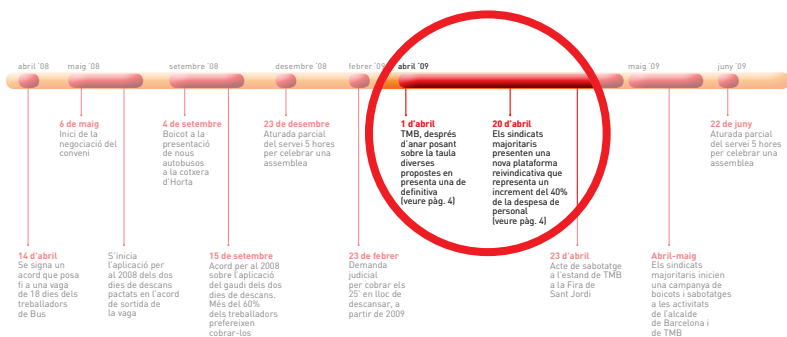 abril '08
maig '08
setembre '08
desembre '08
febrer '09
abril '09
maig '09
juny '09
6 de maig
Inici de la
negociació del
conveni
4 de setembre
Boicot a la
presentació
de nous
autobusos
a la cotxera
d'Horta
23 de desembre
Aturada parcial
del servei 5 hores
per celebrar una
assemblea
1 d'abril
TMB, després
d'anar posant
sobre la taula
diverses
propostes en
presenta una de
definitiva
(veure pàg. 4)
20 d'abril
Els sindicats
majoritaris
presenten una
nova plataforma
reivindicativa que
representa un
increment del 40%
de la despesa de
personal
(veure pàg. 4)
22 de juny
Aturada parcial
del servei 5 hores
per celebrar una
assemblea
14 d'abril
Se signa un
acord que posa
fi a una vaga
de 18 dies dels
treballadors
de Bus
S'inicia
l'aplicació per
al 2008 dels dos
dies de descans
pactats en l'acord
de sortida de
la vaga
15 de setembre
Acord per al 2008
sobre l'aplicació
del gaudi dels dos
dies de descans.
Més del 60%
dels treballadors
prefereixen
cobrar-los
23 de febrer
Demanda
judicial
per cobrar els
25' en lloc de
descansar, a
partir de 2009
23 d'abril
Acte de sabotatge
a l'estand de TMB
a la Fira de
Sant Jordi
Abril-maig
Els sindicats
majoritaris inicien
una campanya de
boicots i sabotatges
a les activitats
de l'alcalde
de Barcelona i
de TMB